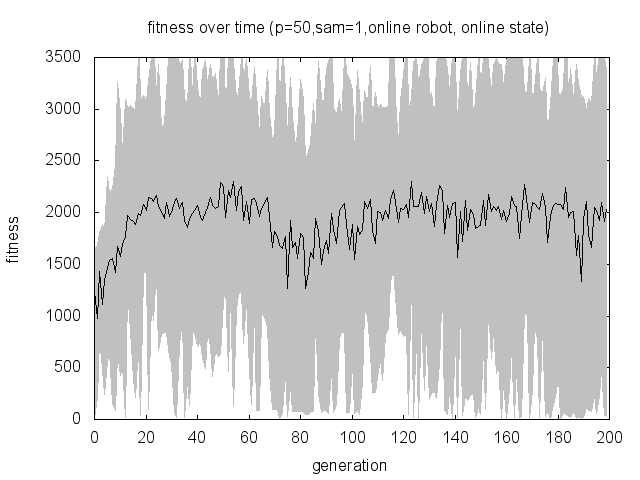 fitness over time (p=50,sam=1,online robot, online state)
3500
3000
2500
2000
1500
1000
500
0
fitness
0 20 40 60 80 100 120 140 160 180 200
generation